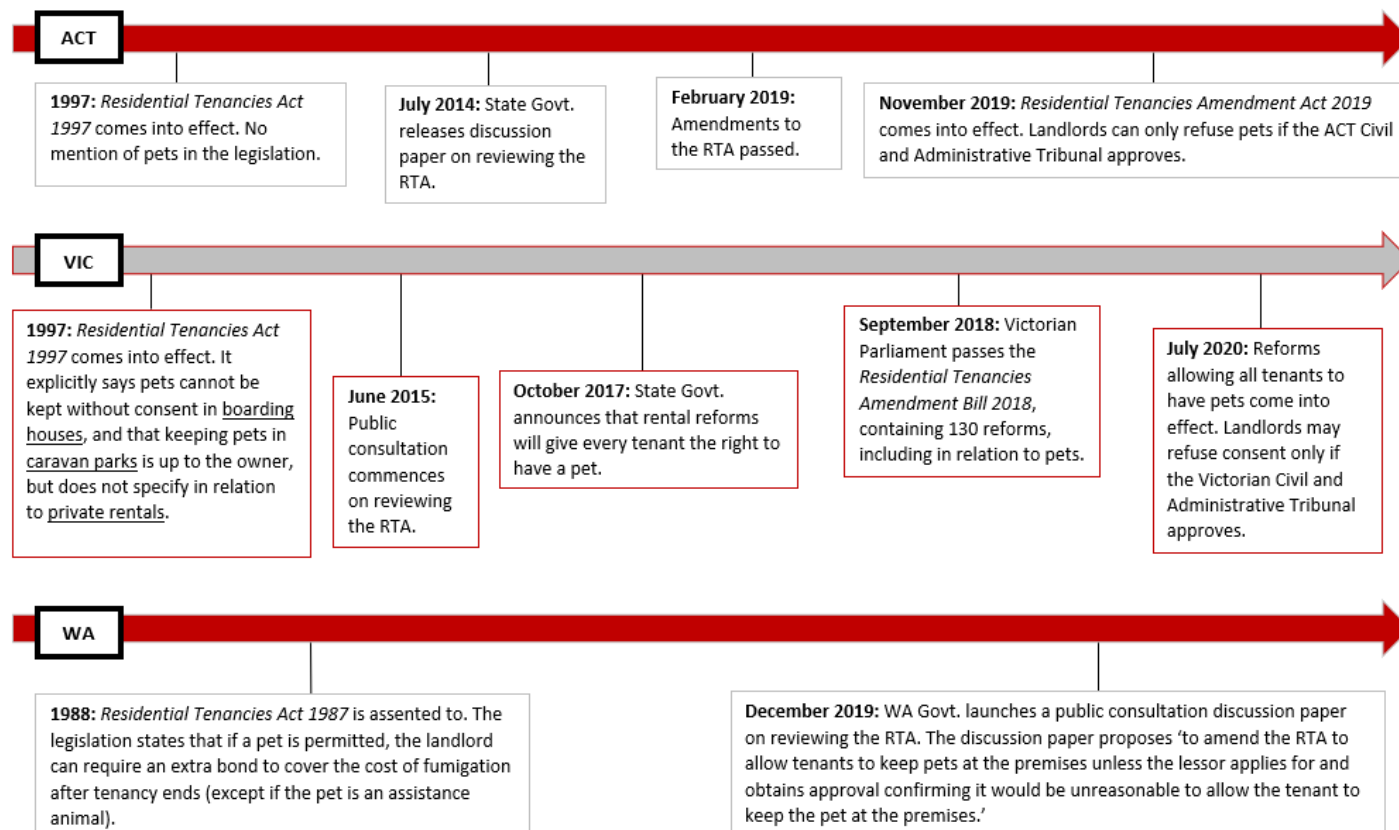 ACT
1997: Residential Tenancies Act
1997 comes into effect. No
mention of pets in the legislation.
July 2014: State Govt.
releases discussion
paper on reviewing the
RTA.
February 2019:
Amendments to
the RTA passed.
November 2019: Residential Tenancies Amendment Act 2019
comes into effect. Landlords can only refuse pets if the ACT Civil
and Administrative Tribunal approves.
VIC
1997: Residential Tenancies Act
1997 comes into effect. It
explicitly says pets cannot be
kept without consent in boarding
houses, and that keeping pets in
caravan parks is up to the owner,
but does not specify in relation
to private rentals.
June 2015:
Public
consultation
commences
on reviewing
the RTA.
October 2017: State Govt.
announces that rental reforms
will give every tenant the right to
have a pet.
September 2018: Victorian
Parliament passes the
Residential Tenancies
Amendment Bill 2018,
containing 130 reforms,
including in relation to pets.
July 2020: Reforms
allowing all tenants to
have pets come into
effect. Landlords may
refuse consent only if
the Victorian Civil and
Administrative Tribunal
approves.
WA
1988: Residential Tenancies Act 1987 is assented to. The
legislation states that if a pet is permitted, the landlord
can require an extra bond to cover the cost of fumigation
after tenancy ends (except if the pet is an assistance
animal).
December 2019: WA Govt. launches a public consultation discussion paper
on reviewing the RTA. The discussion paper proposes ‘to amend the RTA to
allow tenants to keep pets at the premises unless the lessor applies for and
obtains approval confirming it would be unreasonable to allow the tenant to
keep the pet at the premises.’